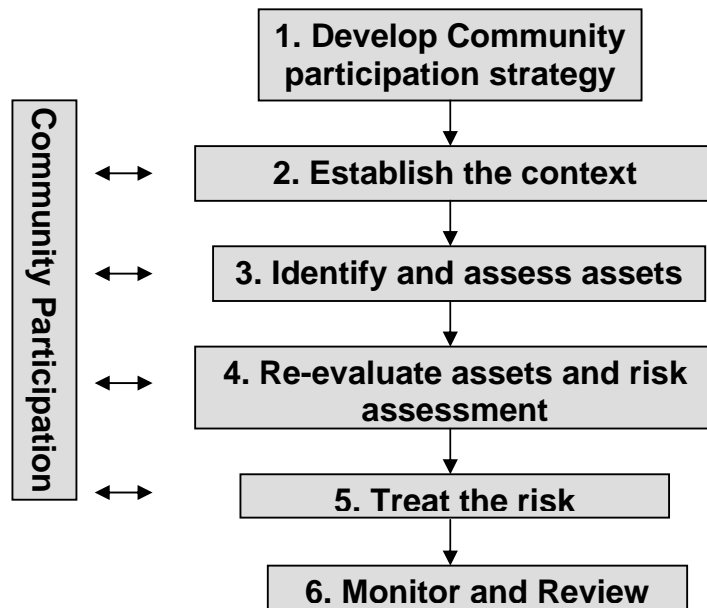 1. Develop Community
participation strategy
Community Participation
2. Establish the context
3. Identify and assess assets
4. Re-evaluate assets and risk
assessment
5. Treat the risk
6. Monitor and Review